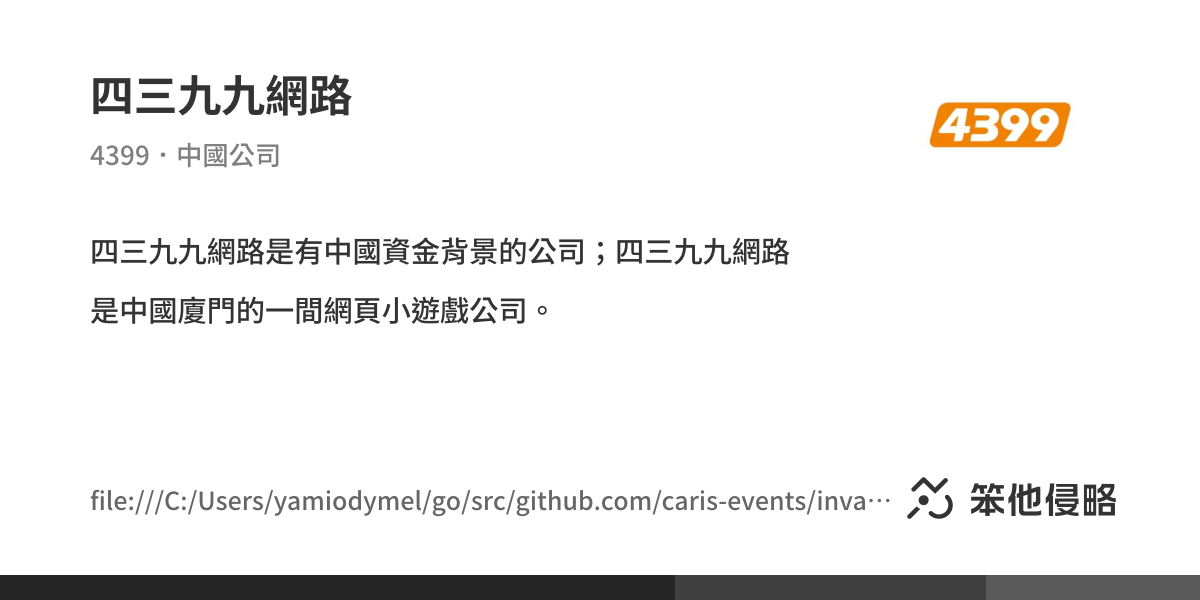 四三九九網路
4399
4399・中國公司
四三九九網路是有中國資金背景的公司；四三九九網路
是中國廈門的一間網頁小遊戲公司。
file:///C:/Users/yamiodymel/go/src/github.com/caris-events/inva…
笨他侵略